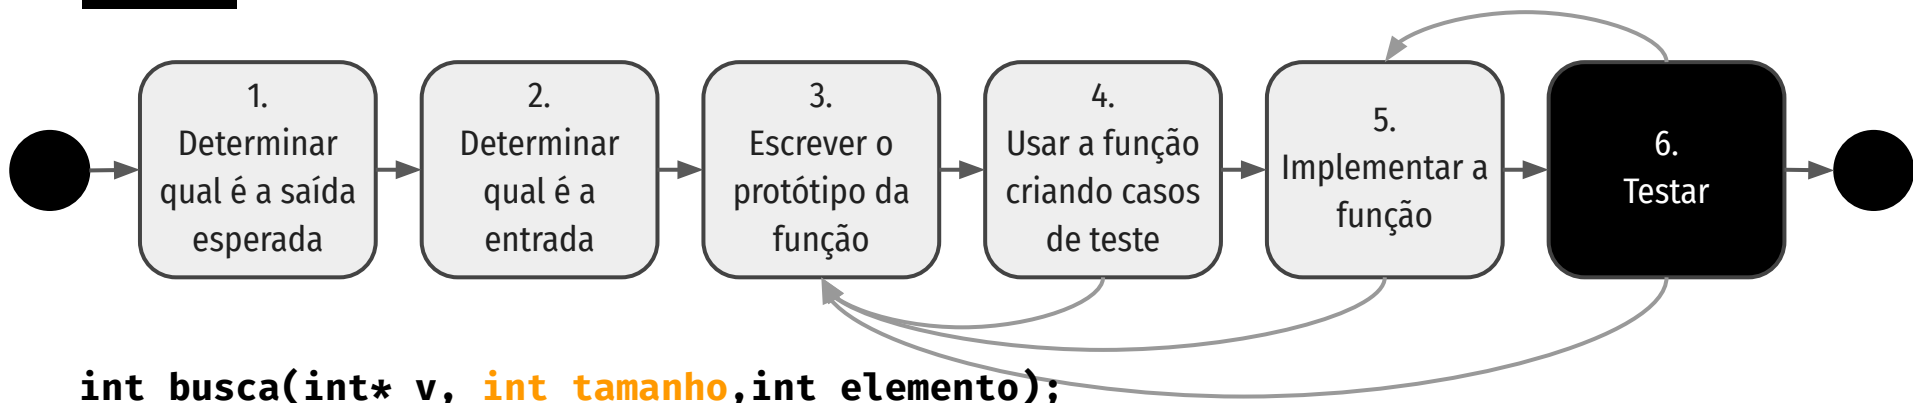 1.
Determinar
qual é a saída
esperada
2.
Determinar
qual é a
entrada
3.
Escrever o
protótipo da
função
4.
Usar a função
criando casos
de teste
5.
Implementar a
função
6.
Testar
int busca(int* v, int tamanho,int elemento);